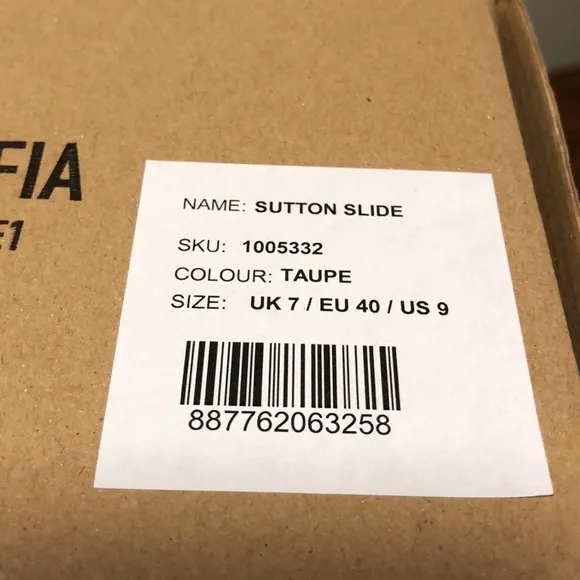 FIA
E1
NAME: SUTTON SLIDE
SKU: 1005332
COLOUR: TAUPE
SIZE: UK 7 / EU 40 / US 9
887762063258